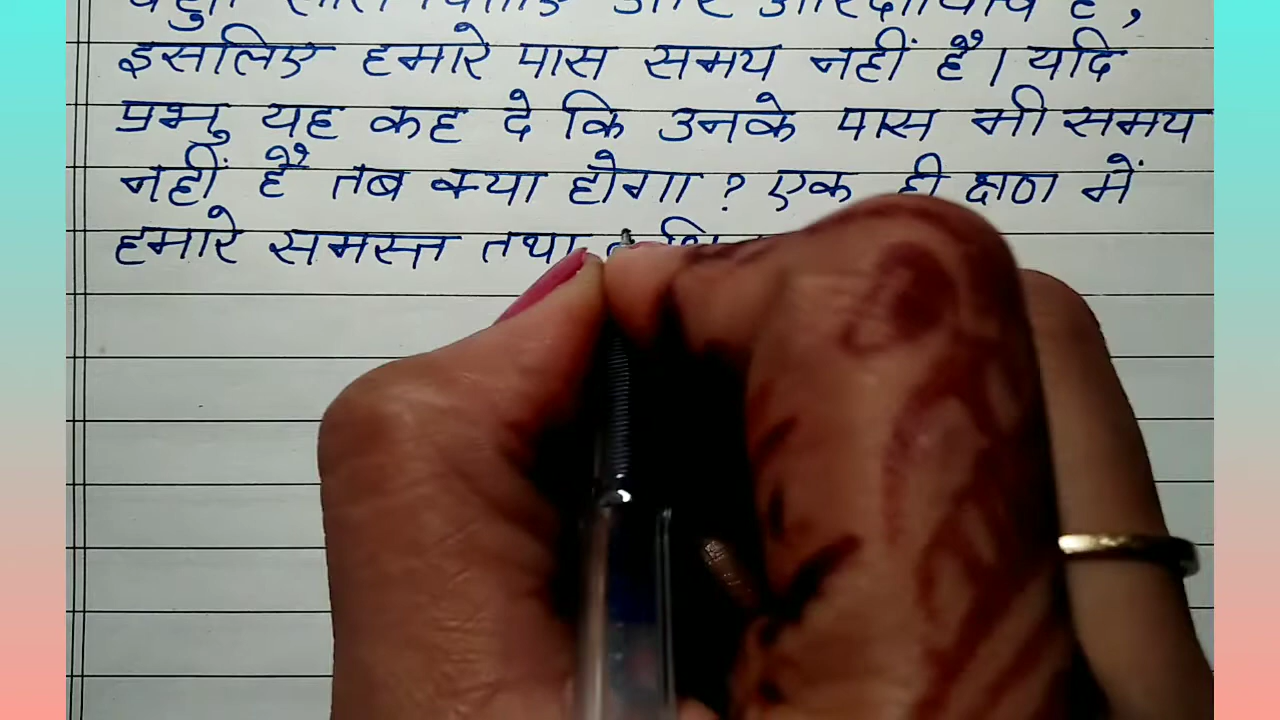 इसलिए हमारे पास समय नहीं है। यदि
प्रभु यह कह दे कि उनके पास भी समय
नहीं है तब क्या होगा ? एक ही क्षण में
हमारे समस्त तथा